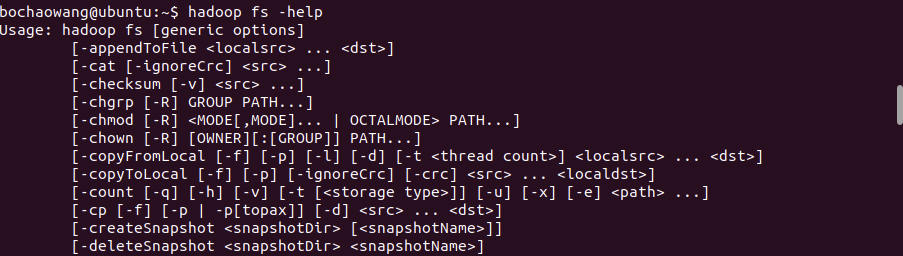 bochaowang@ubuntu:~$ hadoop fs -help
Usage: hadoop fs [generic options]
[-appendToFile <localsrc> ... <dst>]
[-cat [-ignoreCrc] <src> ...]
[-checksum [-v] <src> ...]
[-chgrp [-R] GROUP PATH...]
[-chmod [-R] <MODE[,MODE]... | OCTALMODE> PATH...]
[-chown [-R] [OWNER][:[GROUP]] PATH...]
[-copyFromLocal [-f] [-p] [-l] [-d] [-t <thread count>] <localsrc> ... <dst>]
[-copyToLocal [-f] [-p] [-ignoreCrc] [-crc] <src> ... <localdst>]
[-count [-q] [-h] [-v] [-t [<storage type>]] [-u] [-x] [-e] <path> ...]
[-cp [-f] [-p | -p[topax]] [-d] <src> ... <dst>]
[-createSnapshot <snapshotDir> [<snapshotName>]]
[-deleteSnapshot <snapshotDir> <snapshotName>]